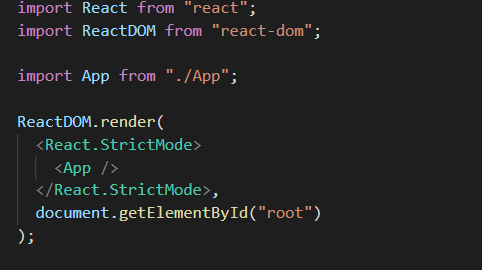 import React from "react";
import ReactDOM from "react-dom";
import App from "./App";
ReactDOM.render(
<React.StrictMode>
<App />
</React.StrictMode>,
document.getElementById("root")
);